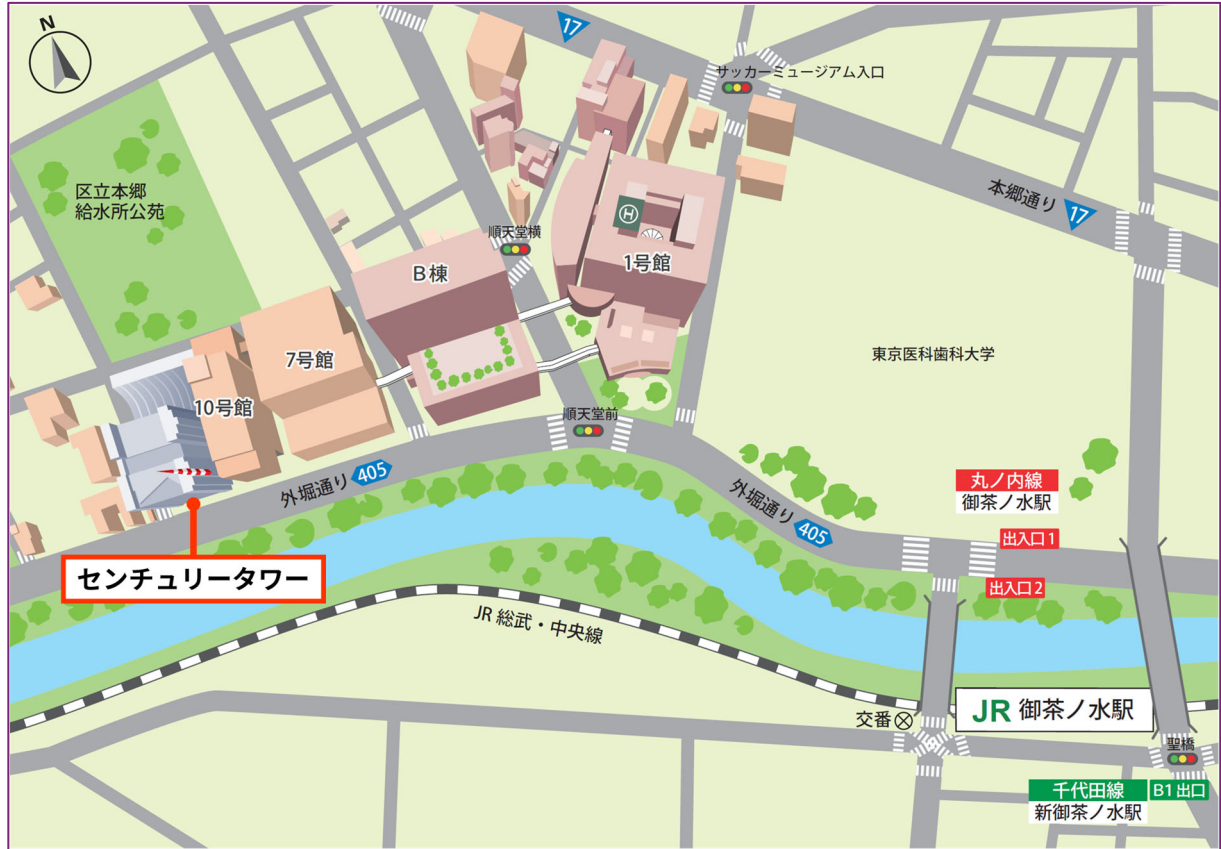 N
17
サッカーミュージアム入口
区立本郷
給水所公苑
本郷通り 17
順天堂横
B棟
1号館
7号館
東京医科歯科大学
10号館
順天堂前
外堀通り 405
外堀通り 405
丸ノ内線
御茶ノ水駅
出入口1
センチュリータワー
出入口2
JR 総武・中央線
JR 御茶ノ水駅
交番
聖橋
千代田線 B1出口
新御茶ノ水駅
H